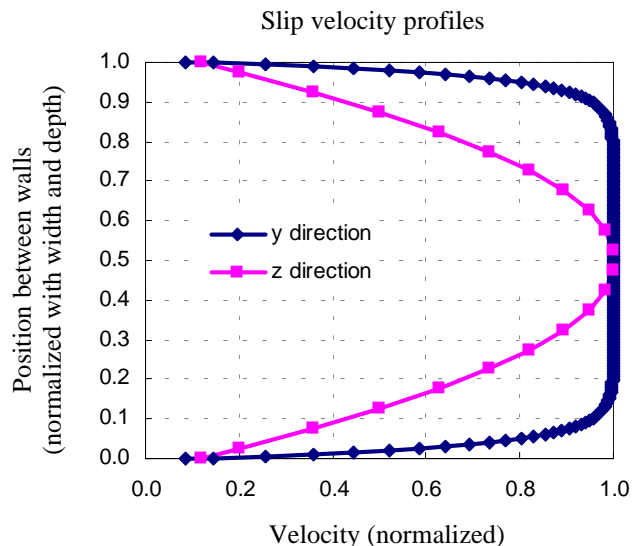 Slip velocity profiles
Position between walls
(normalized with width and depth)
1.0
0.9
0.8
0.7
0.6
0.5
0.4
0.3
0.2
0.1
0.0
y direction
z direction
0.0 0.2 0.4 0.6 0.8 1.0
Velocity (normalized)